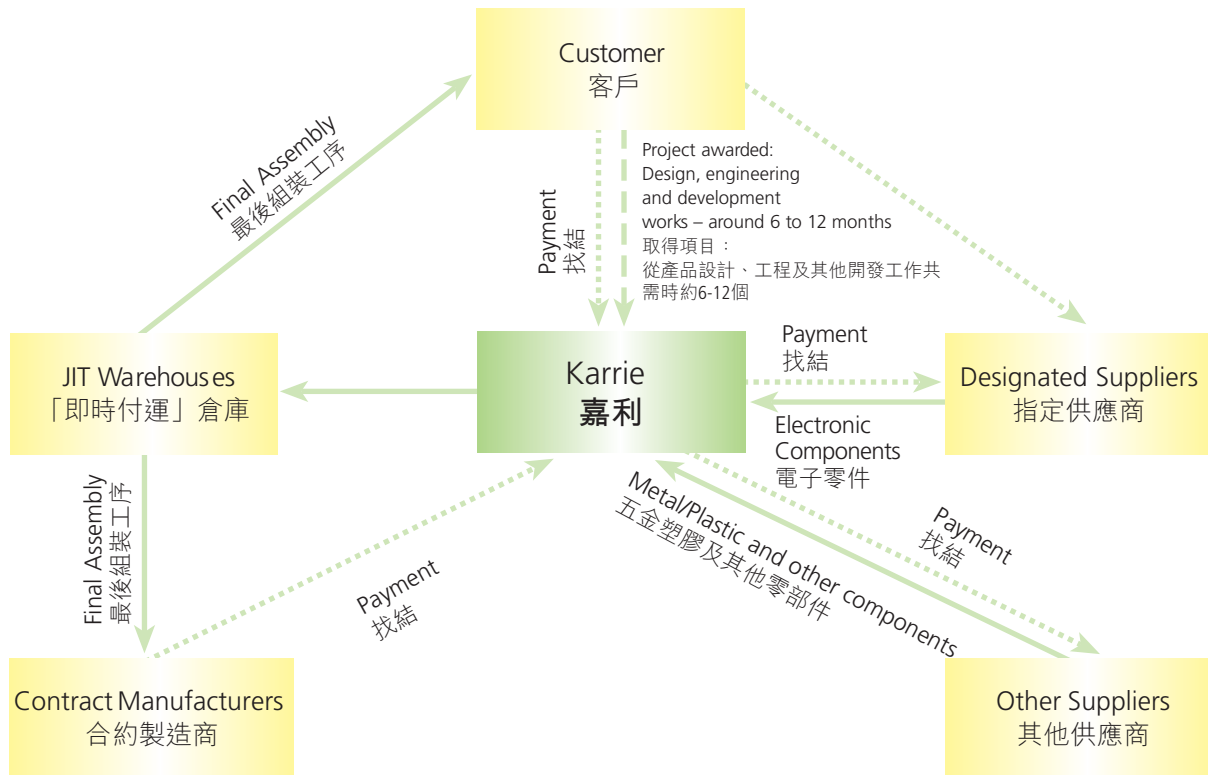 Customer
客戶
Final Assembly
最後組裝工序
Payment
找結
Project awarded:
Design, engineering
and development
works – around 6 to 12 months
取得項目：
從產品設計、工程及其他開發工作共
需時約6-12個
JIT Warehouses
「即時付運」倉庫
Karrie
嘉利
Payment
找結
Designated Suppliers
指定供應商
Electronic
Components
電子零件
Final Assembly
最後組裝工序
Payment
找結
Metal/Plastic and other components
五金塑膠及其他零部件
Payment
找結
Contract Manufacturers
合約製造商
Other Suppliers
其他供應商